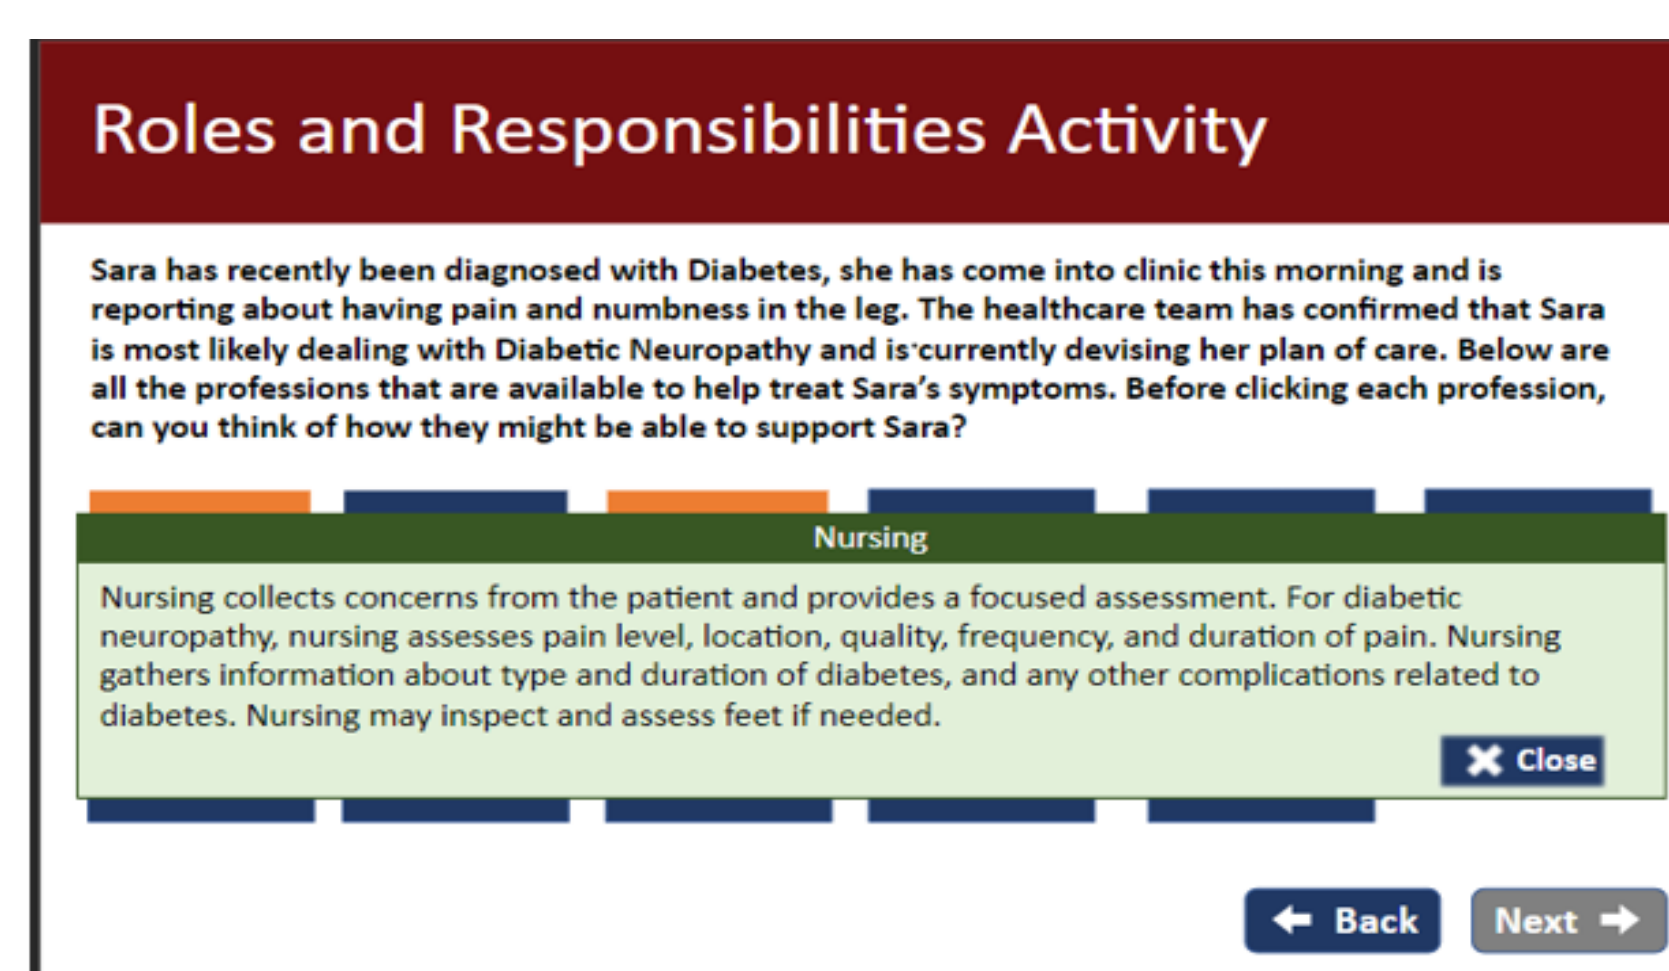 Roles and Responsibilities Activity
Sara has recently been diagnosed with Diabetes, she has come into clinic this morning and is
reporting about having pain and numbness in the leg. The healthcare team has confirmed that Sara
is most likely dealing with Diabetic Neuropathy and is currently devising her plan of care. Below are
all the professions that are available to help treat Sara's symptoms. Before clicking each profession,
can you think of how they might be able to support Sara?
Nursing
Nursing collects concerns from the patient and provides a focused assessment. For diabetic
neuropathy, nursing assesses pain level, location, quality, frequency, and duration of pain. Nursing
gathers information about type and duration of diabetes, and any other complications related to
diabetes. Nursing may inspect and assess feet if needed.
Close
Back
Next